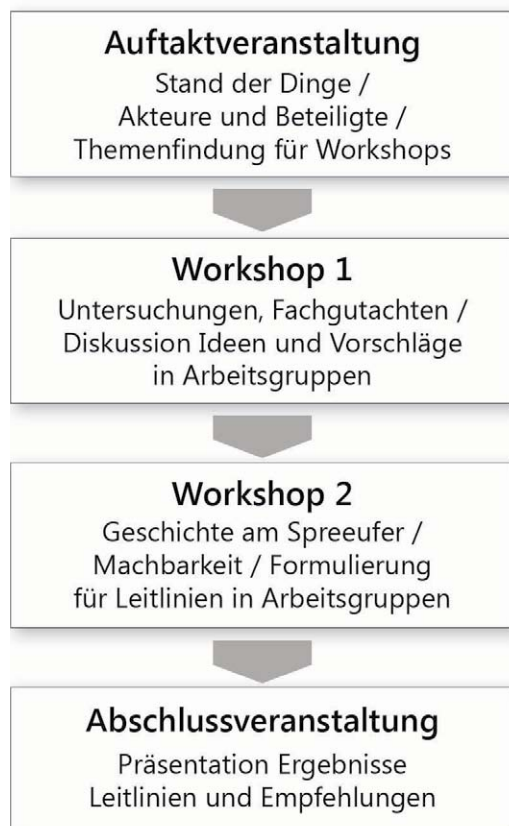 Auftaktveranstaltung
Stand der Dinge /
Akteure und Beteiligte /
Themenfindung für Workshops
Workshop 1
Untersuchungen, Fachgutachten /
Diskussion Ideen und Vorschläge
in Arbeitsgruppen
Workshop 2
Geschichte am Spreeufer /
Machbarkeit / Formulierung
für Leitlinien in Arbeitsgruppen
Abschlussveranstaltung
Präsentation Ergebnisse
Leitlinien und Empfehlungen